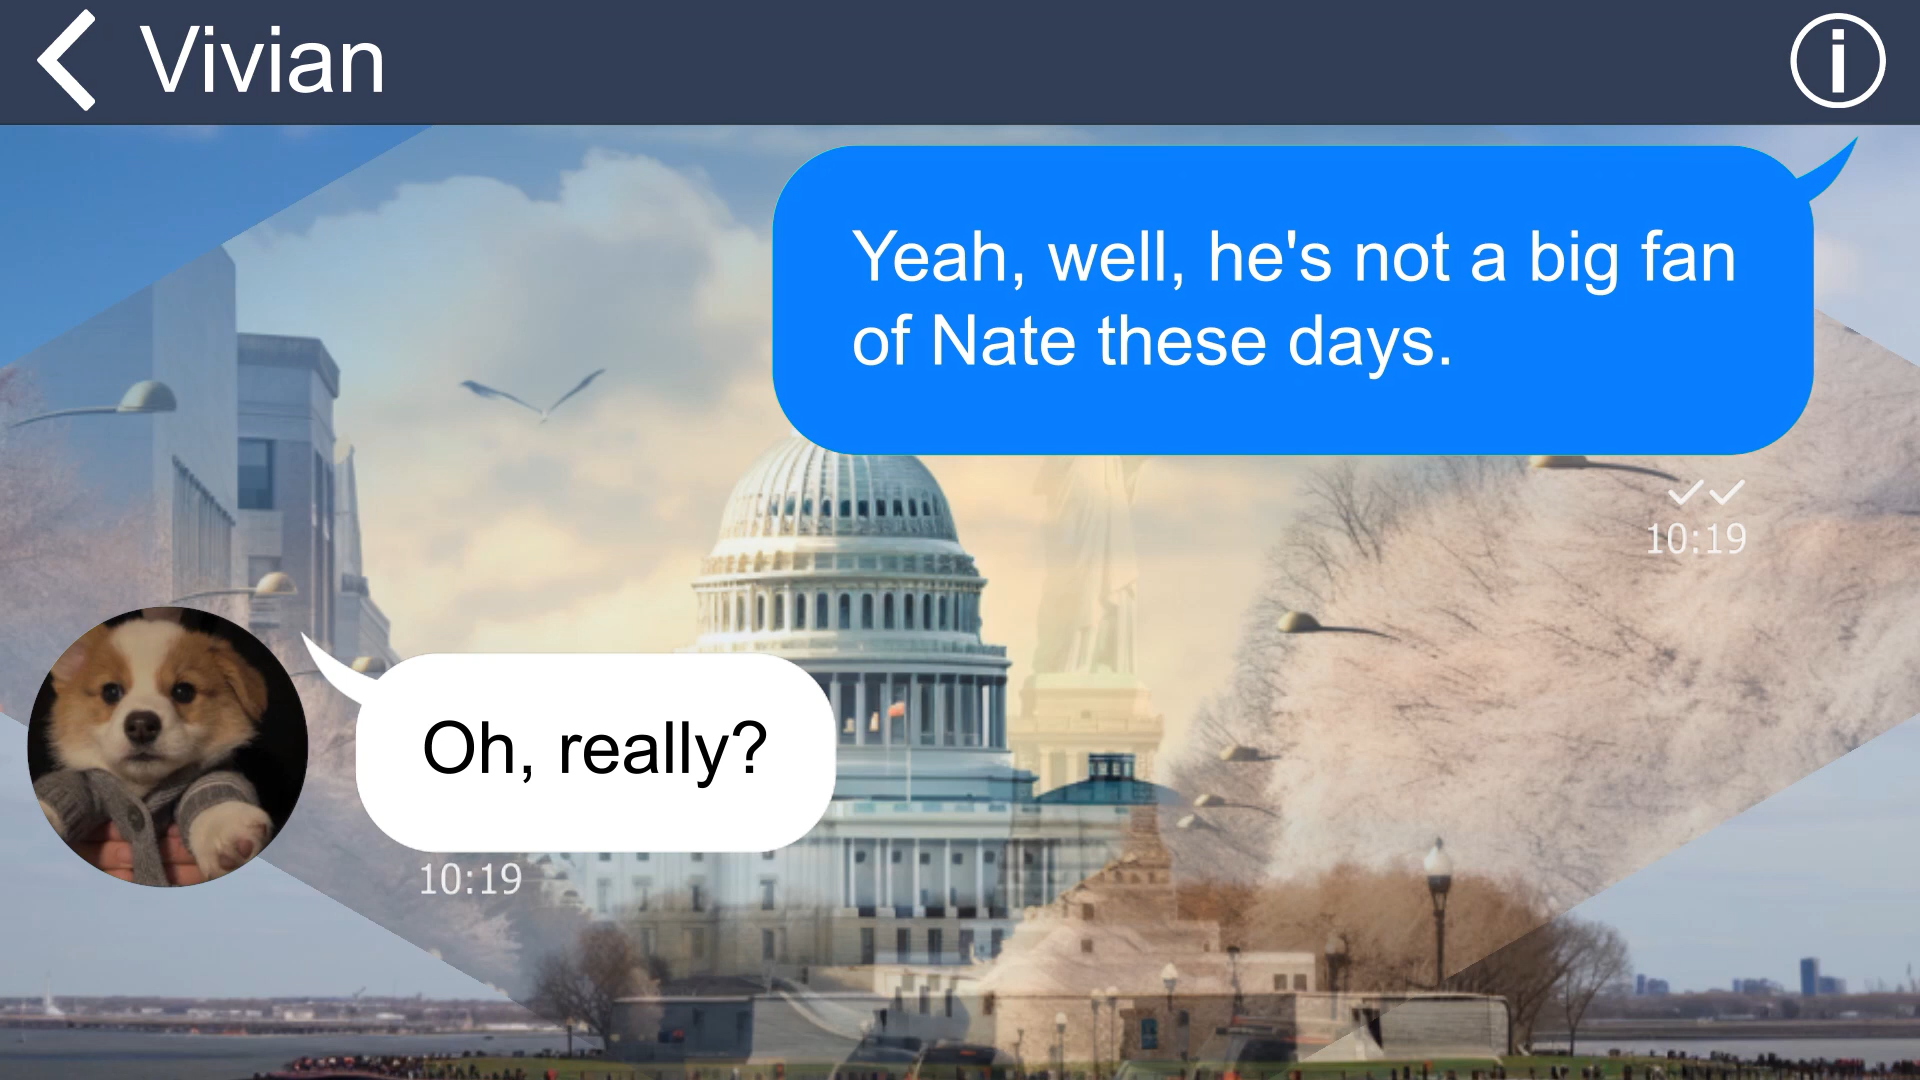 Vivian
Yeah, well, he's not a big fan
of Nate these days.
10:19
Oh, really?
10:19